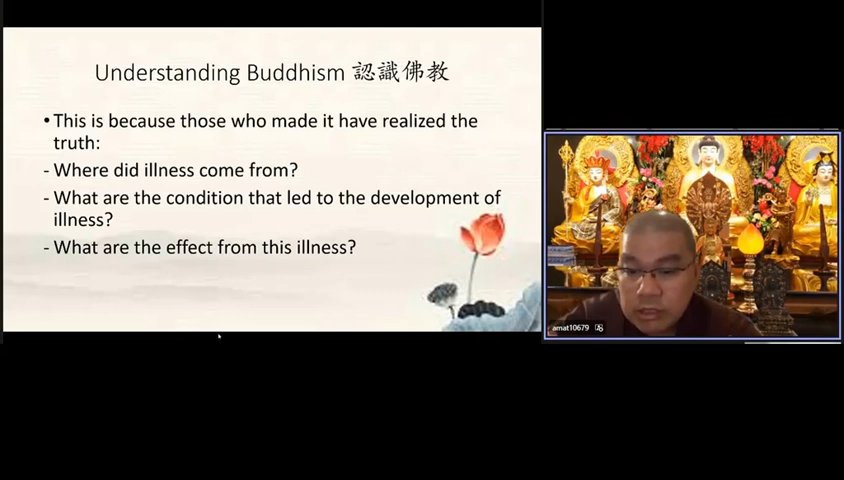 Understanding Buddhism 認識佛教
• This is because those who made it have realized the
truth:
- Where did illness come from?
- What are the condition that led to the development of
illness?
- What are the effect from this illness?
amat10679